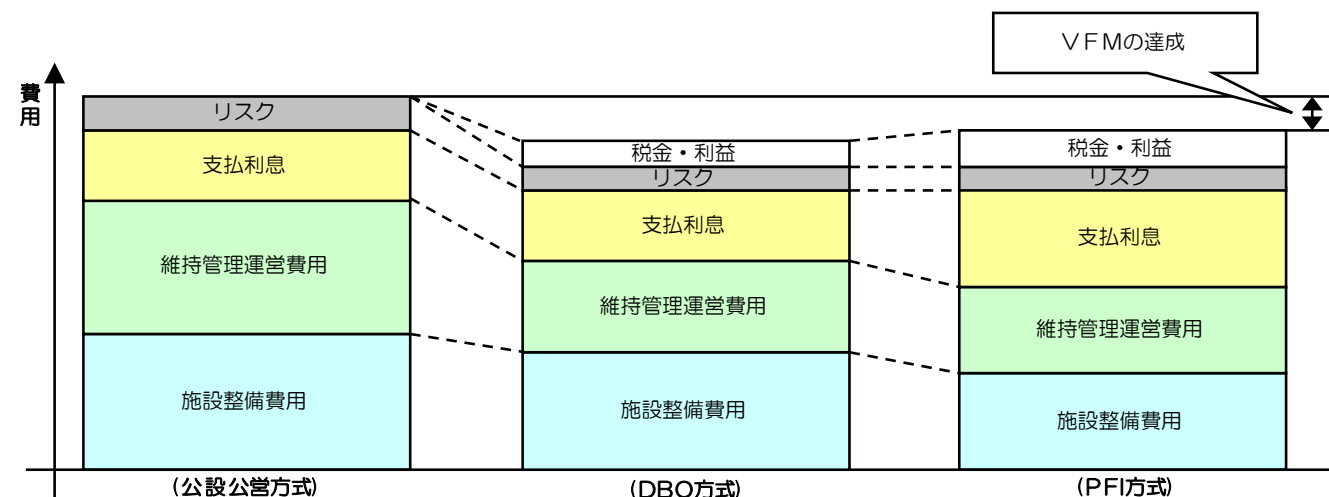 VFMの達成
費用
リスク
支払利息
維持管理運営費用
施設整備費用
(公設公営方式)
税金・利益
リスク
支払利息
維持管理運営費用
施設整備費用
(DBO方式)
税金・利益
リスク
支払利息
維持管理運営費用
施設整備費用
(PFI方式)